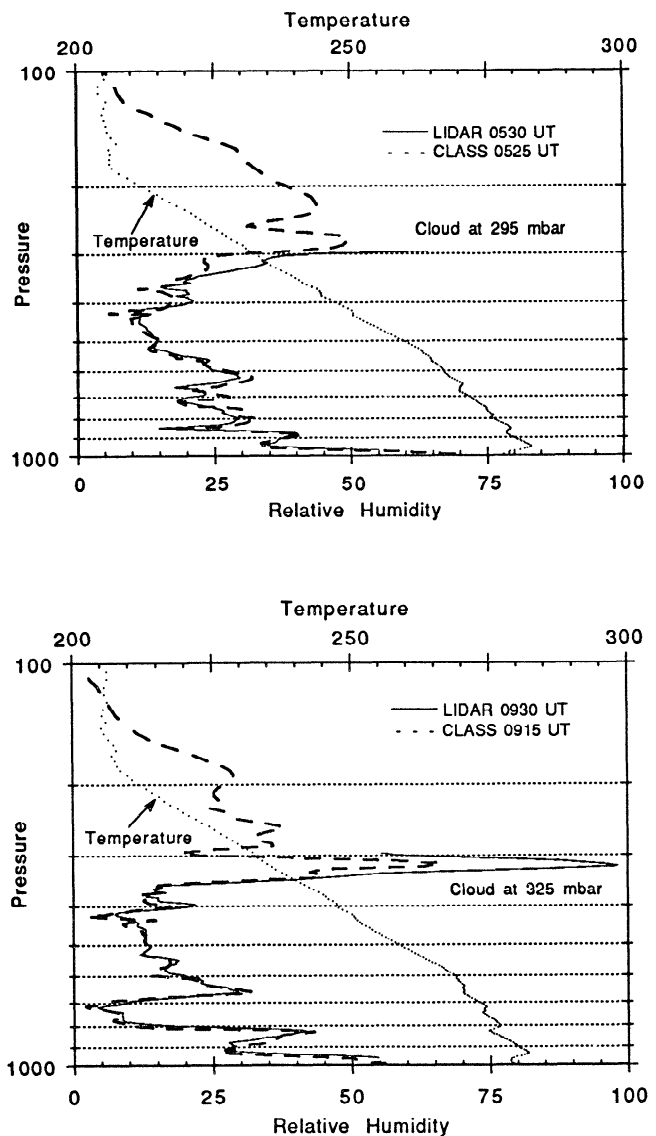 Temperature
200 250 300
100
LIDAR 0530 UT
CLASS 0525 UT
Temperature
Cloud at 295 mbar
Pressure
1000
0 25 50 75 100
Relative Humidity
Temperature
200 250 300
100
LIDAR 0930 UT
CLASS 0915 UT
Temperature
Pressure
Cloud at 325 mbar
1000
0 25 50 75 100
Relative Humidity